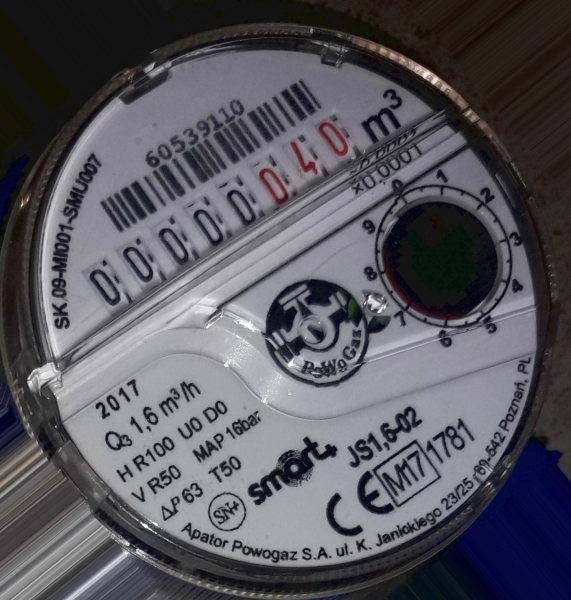 SK.09-MI001-SMU007
60539110
00000040 m³
x0.0001
0 1 2 3 4 5 6 7 8 9
PoWoGaz
2017
Q3 1,6 m³/h
H R100 U0 D0
V R50 MAP 16bar
ΔP 63 T50
SN+
smart+
JS1,6-02
CE M17 1781
Apator Powogaz S.A. ul. K. Janickiego 23/25 60-542 Poznań, PL